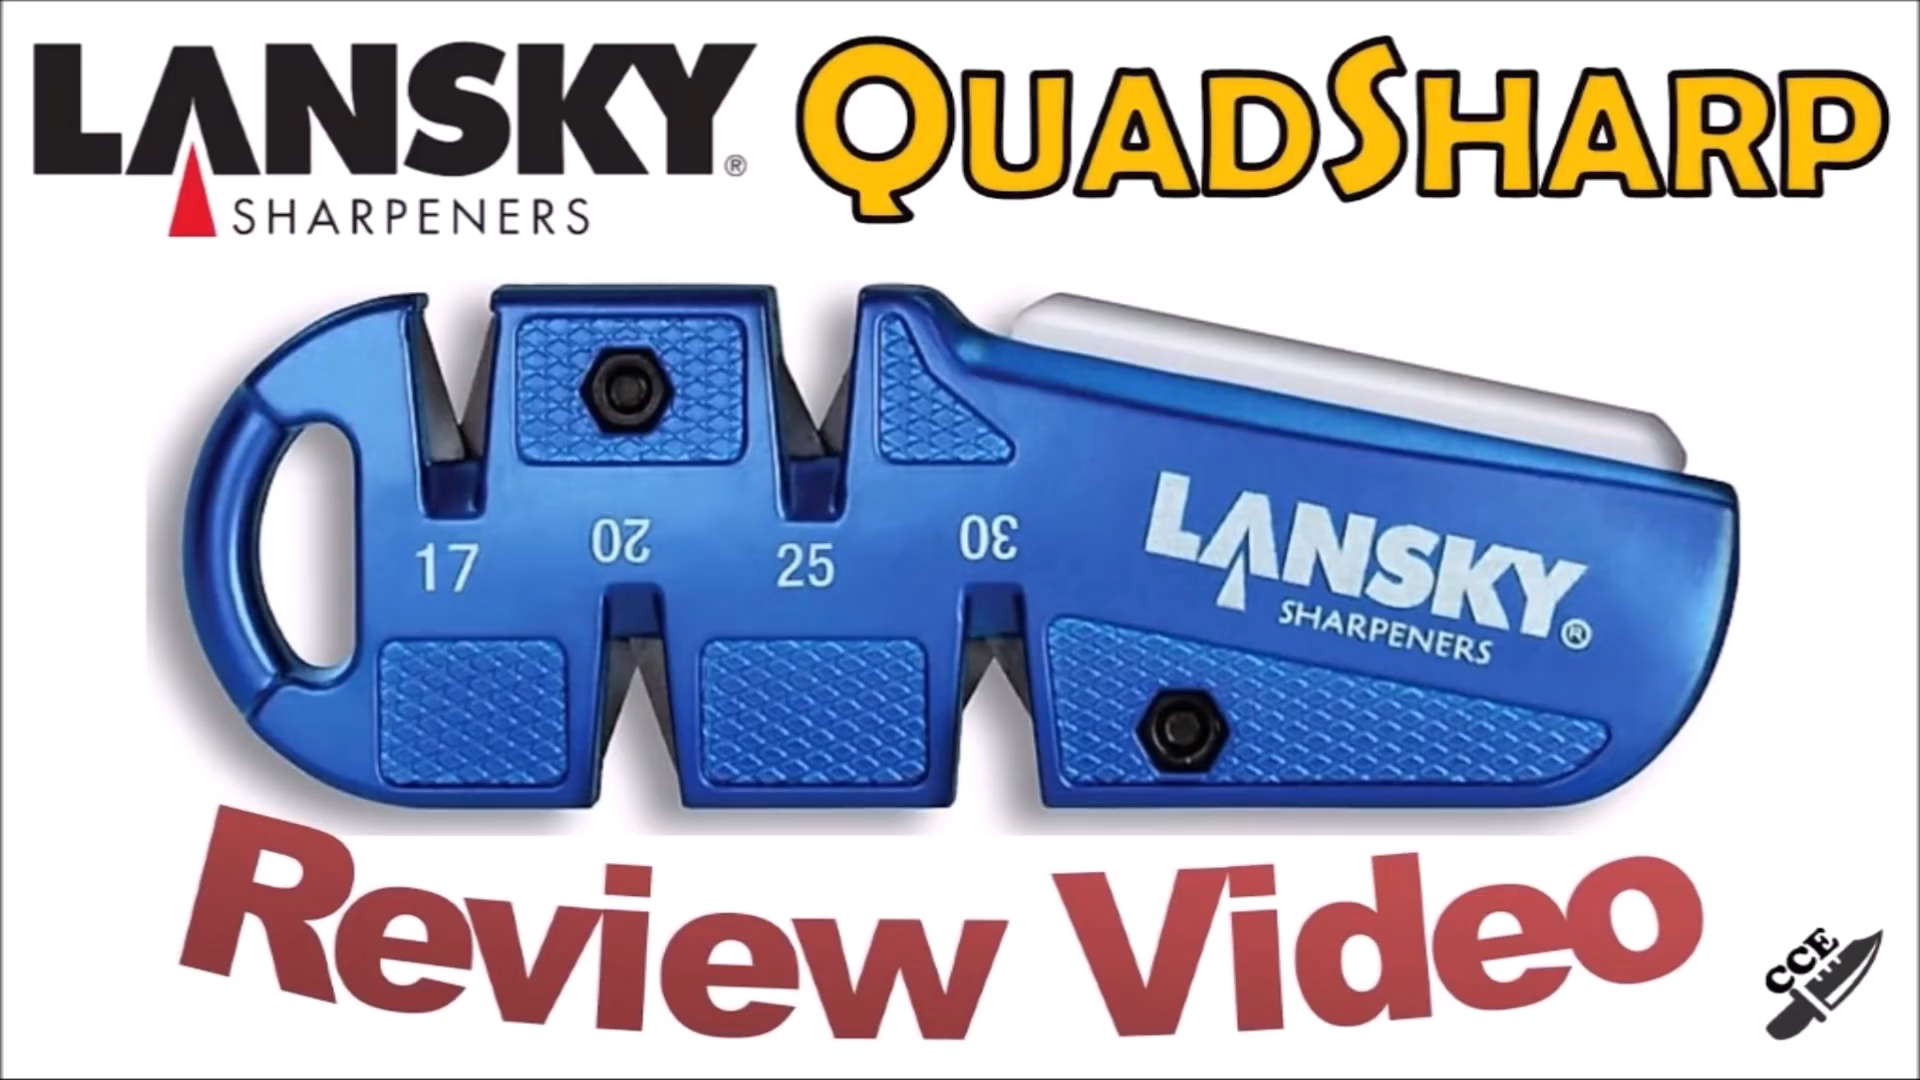 LANSKY® QUADSHARP
SHARPENERS
17 20 25 30
LANSKY®
SHARPENERS
Review Video
CCE